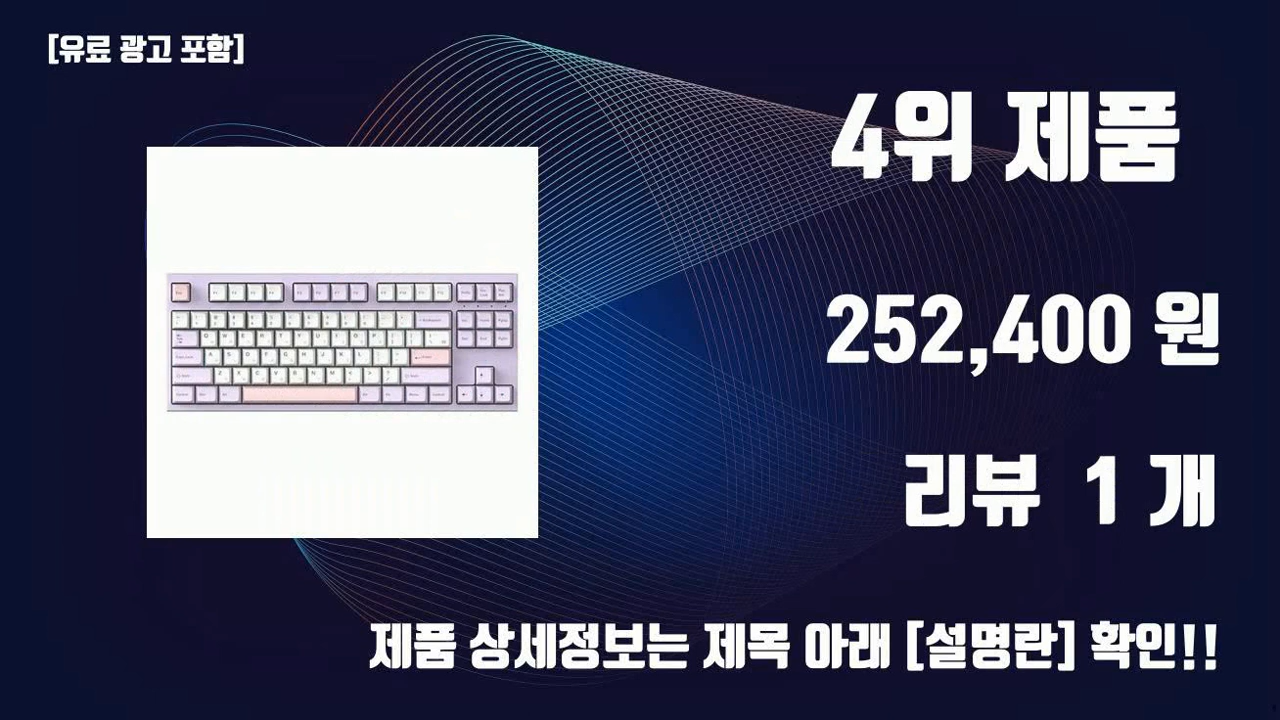 [유료 광고 포함]
4위 제품
252,400 원
리뷰 1 개
제품 상세정보는 제목 아래 [설명란] 확인!!